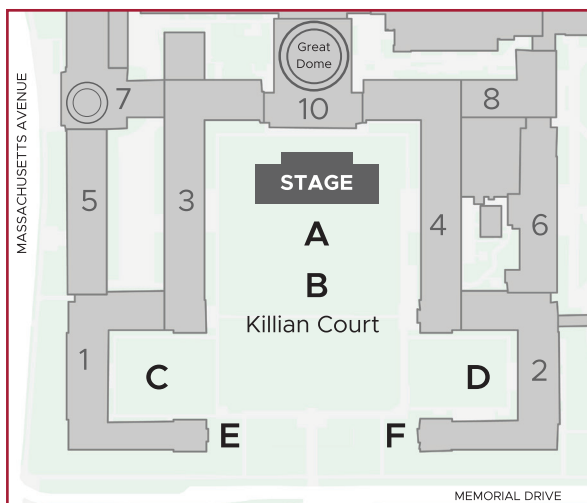 Great
Dome
7
10
8
MASSACHUSETTS AVENUE
STAGE
5
3
4
6
A
B
Killian Court
1
C
D
2
E
F
MEMORIAL DRIVE